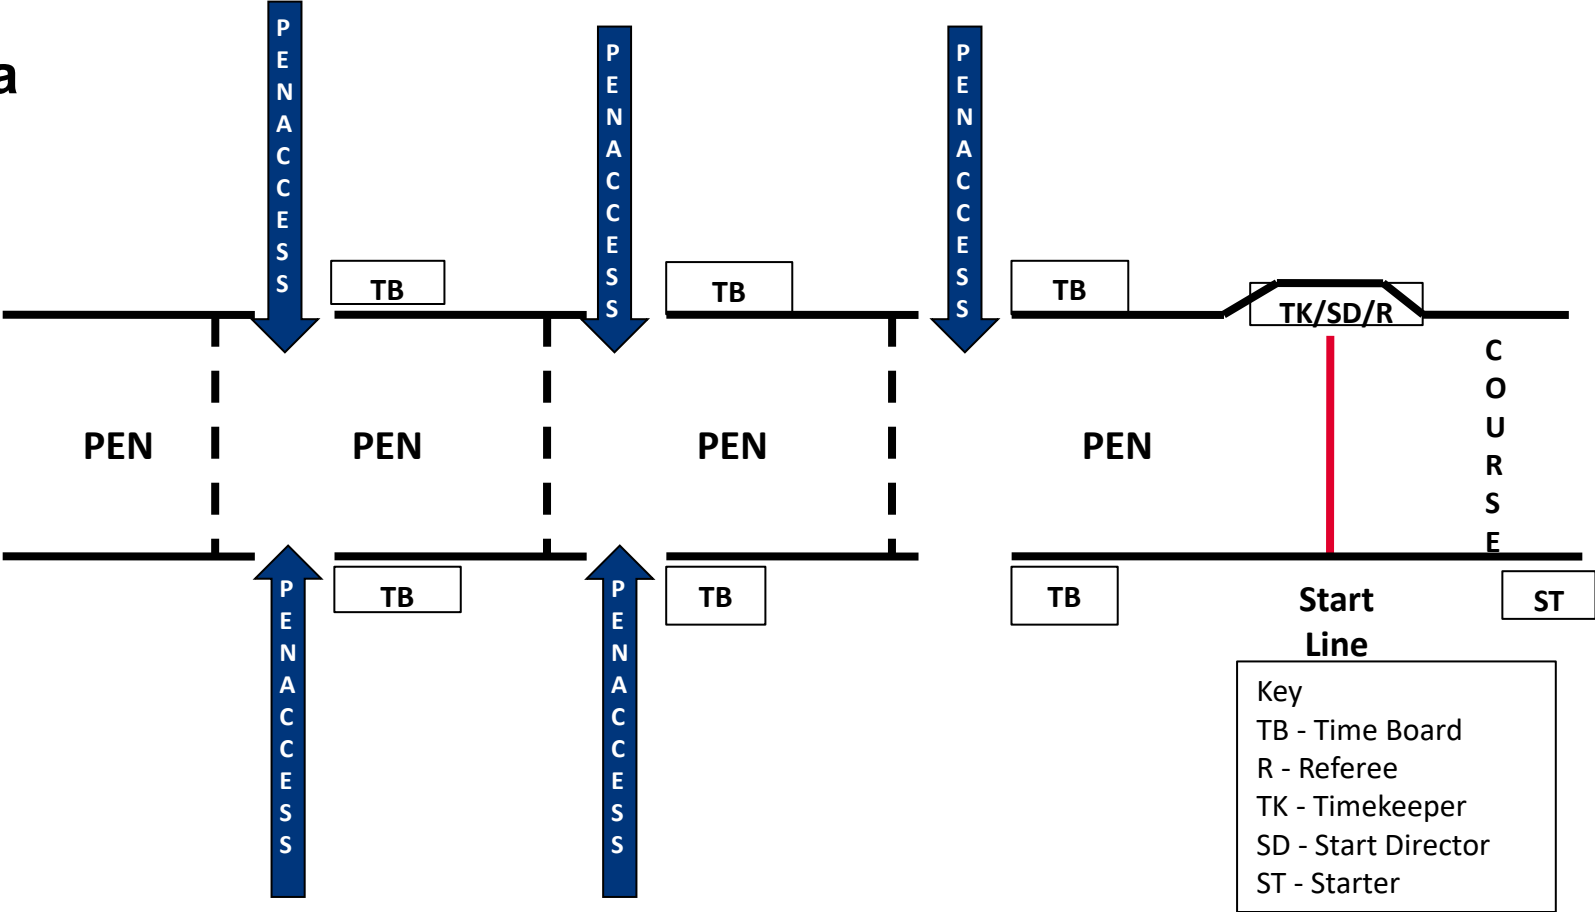 a
PENACCESS
PENACCESS
PENACCESS
TB
TB
TB
TK/SD/R
PEN
PEN
PEN
PEN
COURSE
PENACCESS
TB
PENACCESS
TB
TB
Start
Line
ST
Key
TB - Time Board
R - Referee
TK - Timekeeper
SD - Start Director
ST - Starter